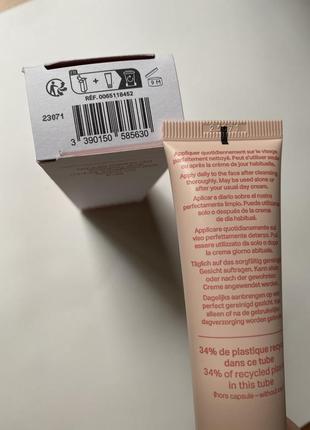 FR
9 M
RÉF. 0065118452
23071
3 390150 585630
Appliquer quotidiennement sur le visage
parfaitement nettoyé. Peut s'utiliser seule
ou après la crème de jour habituelle.
Apply daily to the face after cleansing
thoroughly. May be used alone or
after your usual day cream.
Aplicar a diario sobre el rostro
perfectamente limpio. Puede utilizarse
solo o después de la crema
de día habitual.
Applicare quotidianamente sul
viso perfettamente deterso. Può
essere utilizzato da solo o dopo
la crema giorno abituale.
Täglich auf das sorgfältig gereinigte
Gesicht auftragen. Kann allein
oder nach der gewohnten
Creme angewendet werden.
Dagelijks aanbrengen op het
perfect gereinigd gezicht. Kan
alleen of na de gebruikelijke
dagverzorging worden gebruikt.
34% de plastique recyclé
dans ce tube
34% of recycled plastic
in this tube
(hors capsule – without